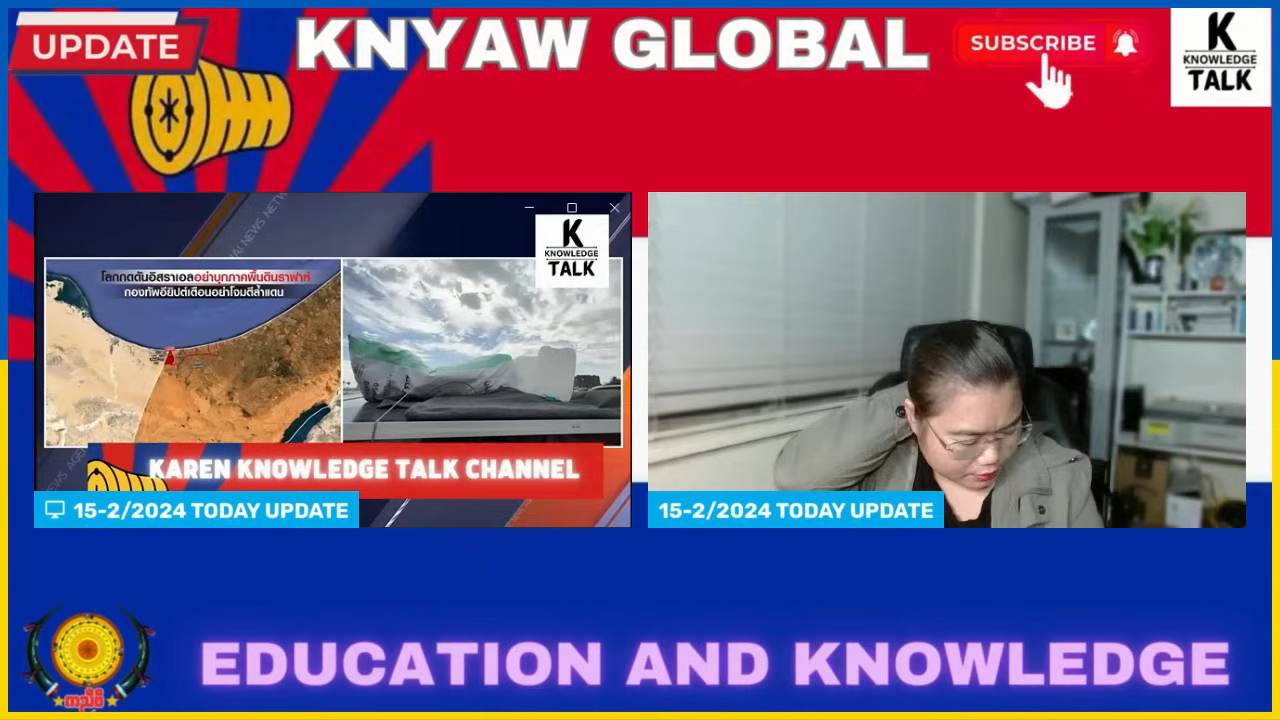 UPDATE
KNYAW GLOBAL
SUBSCRIBE
K
KNOWLEDGE
TALK
K
KNOWLEDGE
TALK
โลกกดดันอิสราเอลอย่าบุกภาคพื้นดินราฟาห์
กองทัพอียิปต์เตือนอย่าโจมตีล้ำแดน
KAREN KNOWLEDGE TALK CHANNEL
15-2/2024 TODAY UPDATE
15-2/2024 TODAY UPDATE
EDUCATION AND KNOWLEDGE